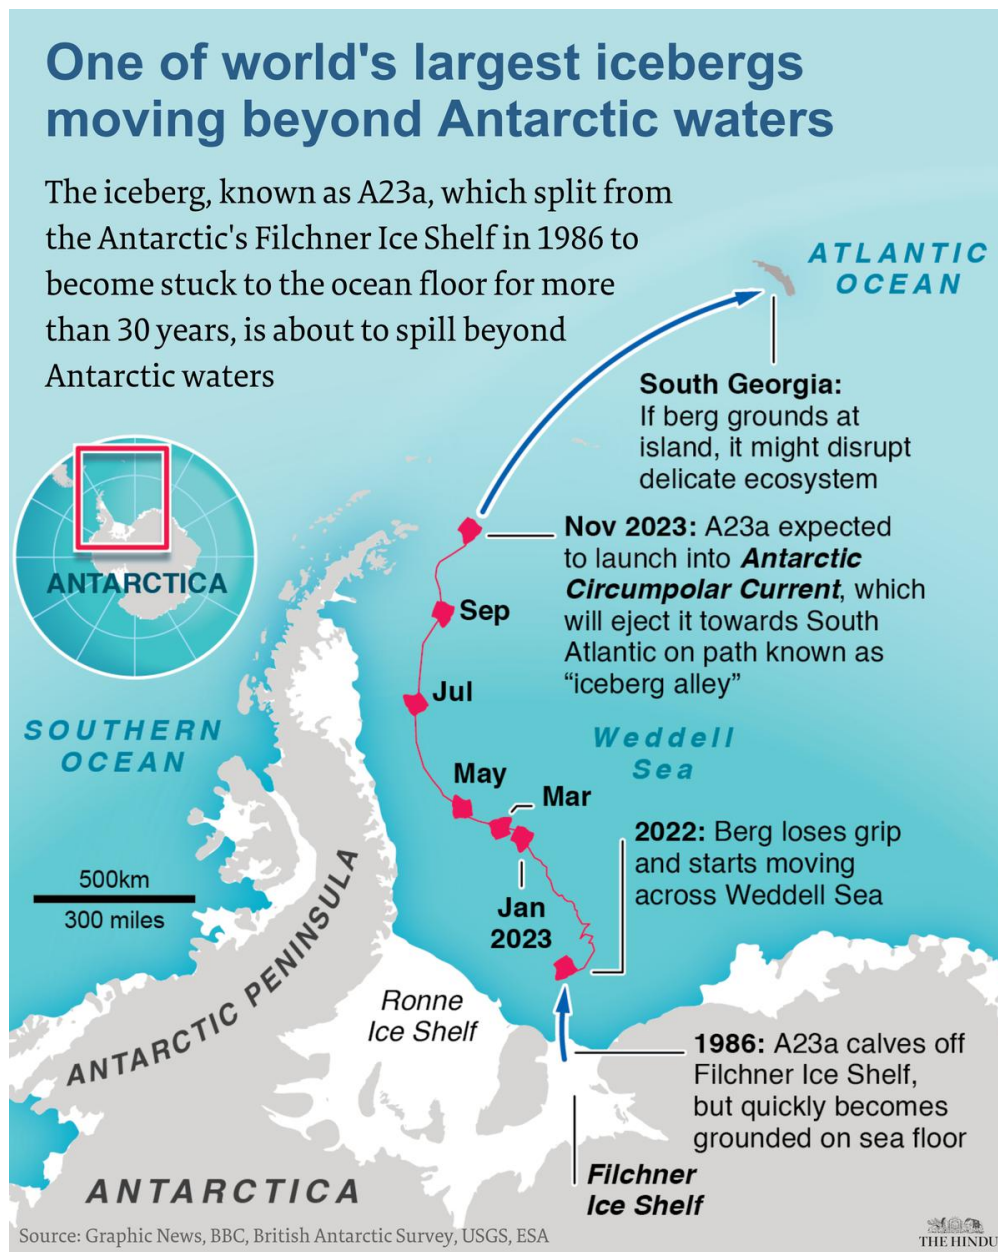 One of world's largest icebergs
moving beyond Antarctic waters
The iceberg, known as A23a, which split from
the Antarctic's Filchner Ice Shelf in 1986 to
become stuck to the ocean floor for more
than 30 years, is about to spill beyond
Antarctic waters
ATLANTIC
OCEAN
South Georgia:
If berg grounds at
island, it might disrupt
delicate ecosystem
ANTARCTICA
Nov 2023: A23a expected
to launch into Antarctic
Circumpolar Current, which
will eject it towards South
Atlantic on path known as
“iceberg alley”
Sep
Jul
SOUTHERN
OCEAN
Weddell
Sea
May
Mar
2022: Berg loses grip
and starts moving
across Weddell Sea
500km
300 miles
Jan
2023
ANTARCTIC PENINSULA
Ronne
Ice Shelf
1986: A23a calves off
Filchner Ice Shelf,
but quickly becomes
grounded on sea floor
Filchner
Ice Shelf
ANTARCTICA
Source: Graphic News, BBC, British Antarctic Survey, USGS, ESA
THE HINDU